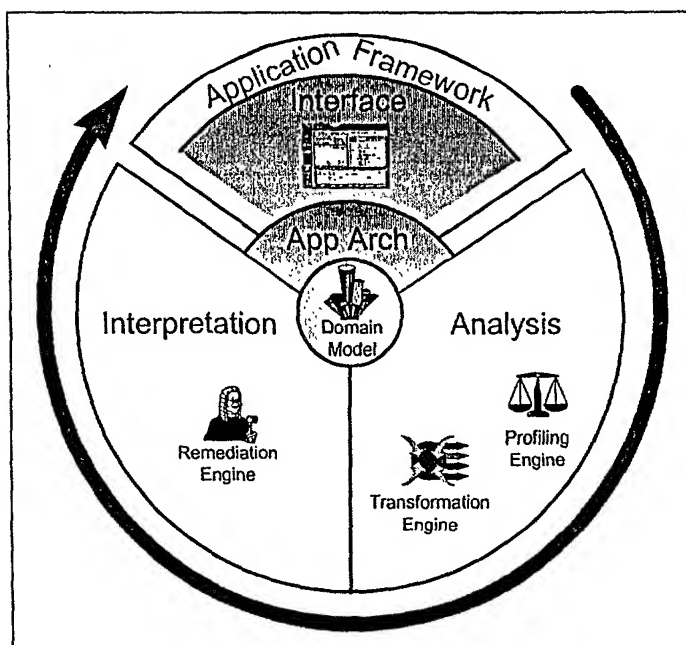 Application Framework
Interface
App Arch
Domain
Model
Interpretation
Analysis
Remediation
Engine
Profiling
Engine
Transformation
Engine